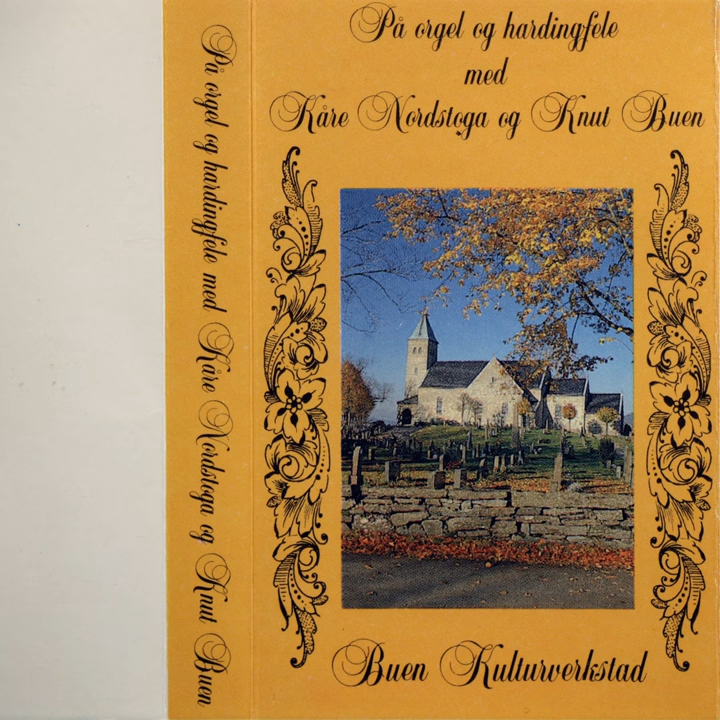 På orgel og hardingfele med Kåre Nordstoga og Knut Buen
På orgel og hardingfele
med
Kåre Nordstoga og Knut Buen
Buen Kulturverkstad